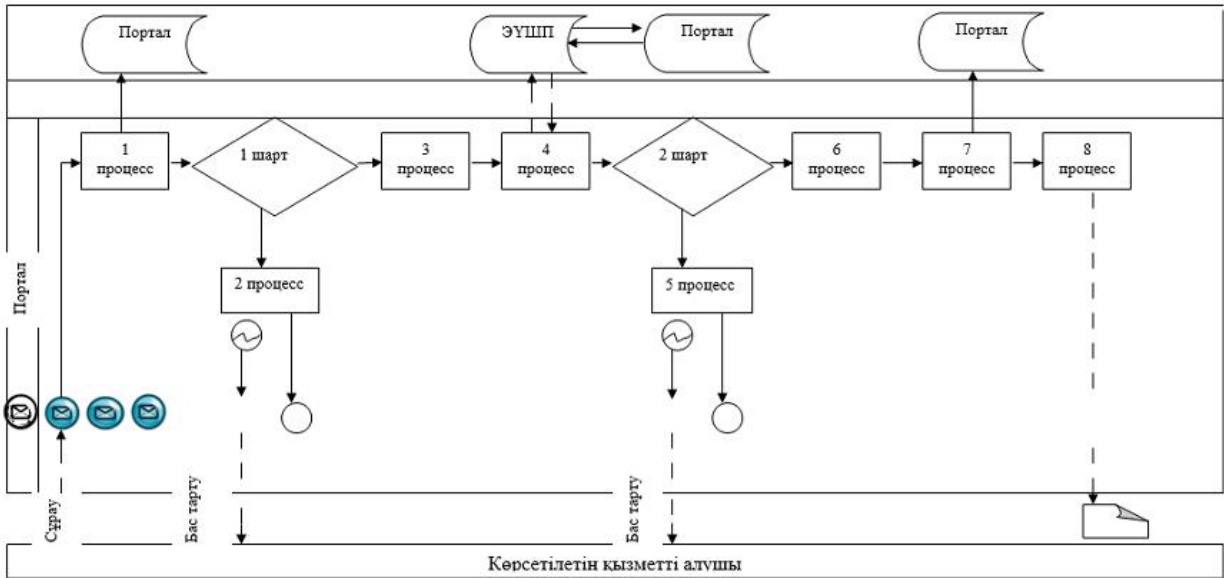 Портал
ЭҮШП
Портал
Портал
1
процесс
1 шарт
3
процесс
4
процесс
2 шарт
6
процесс
7
процесс
8
процесс
2 процесс
5 процесс
Портал
Сұрау
Бас тарту
Бас тарту
Көрсетілетін қызметті алушы